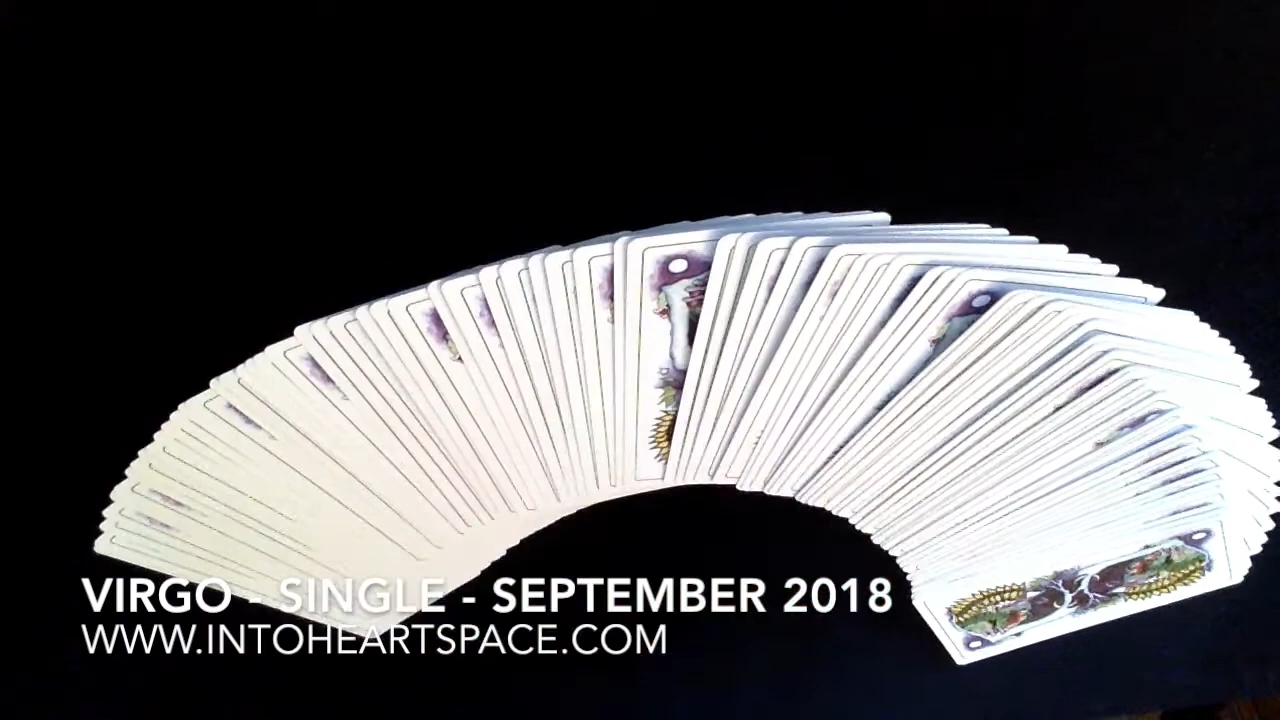 VIRGO - SINGLE - SEPTEMBER 2018
WWW.INTOHEARTSPACE.COM